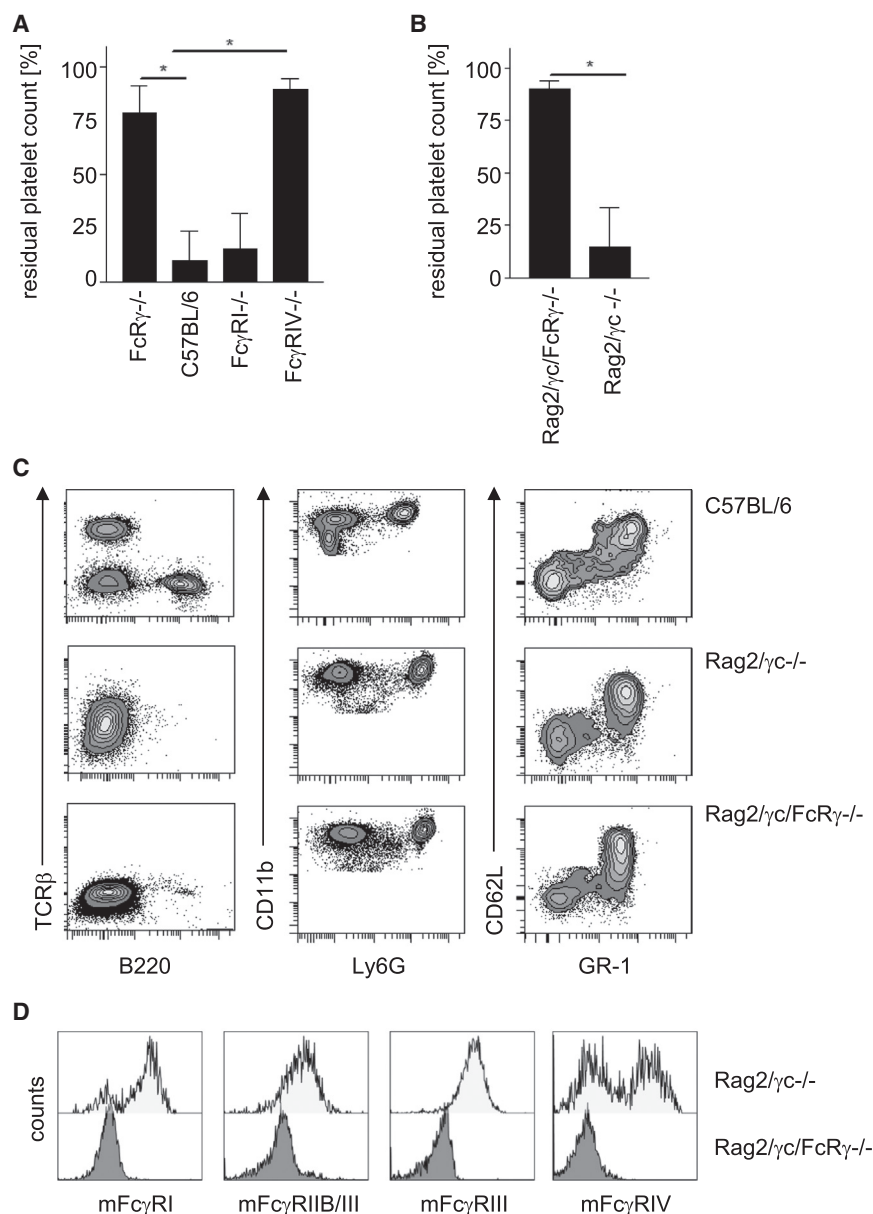 A
residual platelet count [%]
100
75
50
25
0
*
*
FcRγ-/-
C57BL/6
FcγRI-/-
FcγRIV-/-
B
residual platelet count [%]
100
75
50
25
0
*
Rag2/γc/FcRγ-/-
Rag2/γc -/-
C
C57BL/6
Rag2/γc-/-
Rag2/γc/FcRγ-/-
TCRβ
CD11b
CD62L
B220
Ly6G
GR-1
D
counts
Rag2/γc-/-
Rag2/γc/FcRγ-/-
mFcγRI
mFcγRIIB/III
mFcγRIII
mFcγRIV